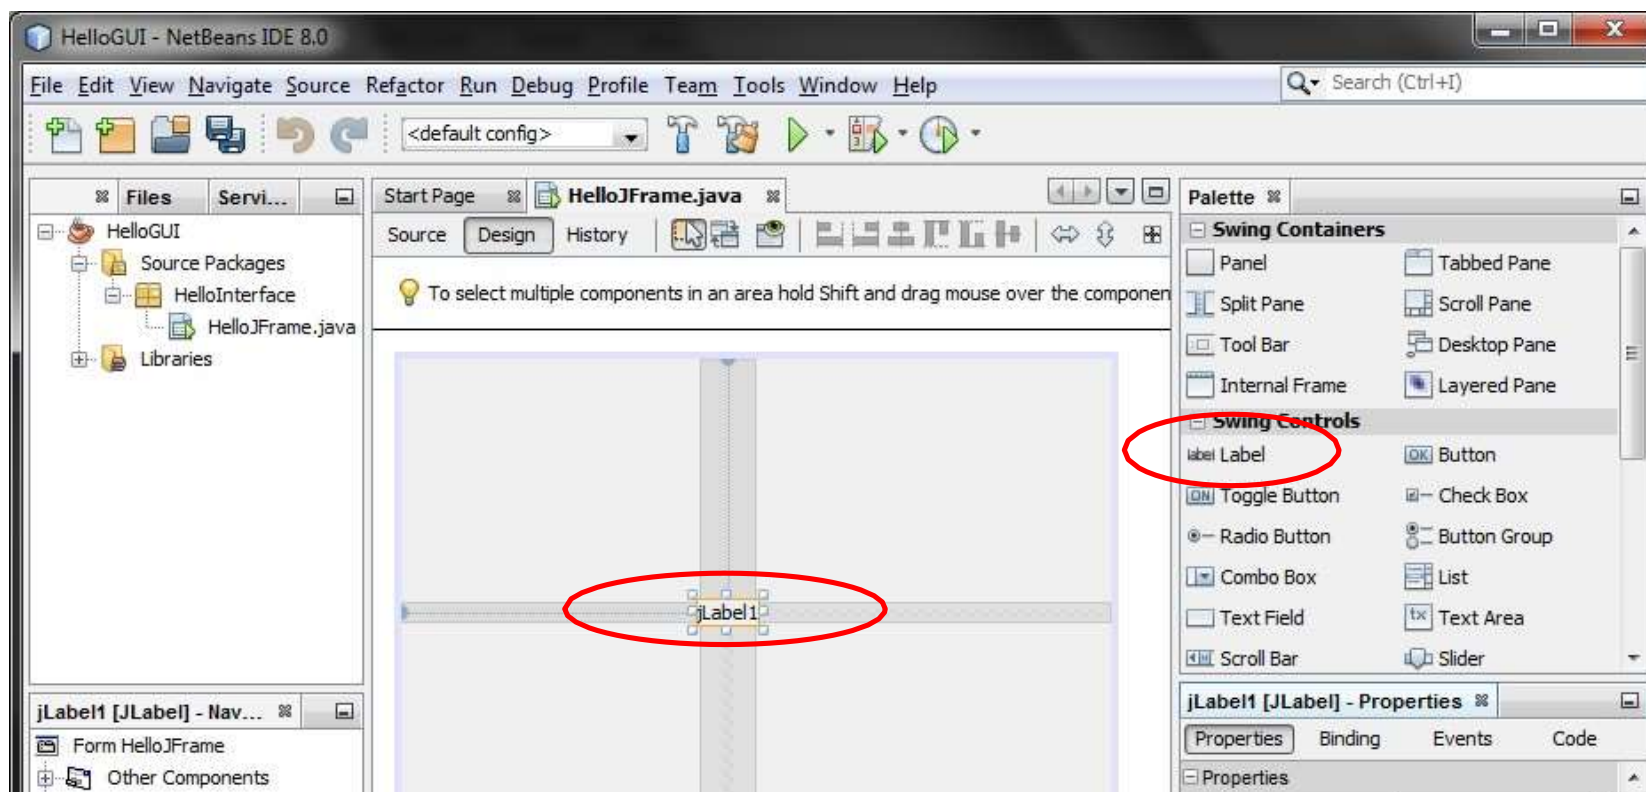 HelloGUI - NetBeans IDE 8.0
File Edit View Navigate Source Refactor Run Debug Profile Team Tools Window Help
Search (Ctrl+I)
<default config>
Files Servi...
HelloGUI
Source Packages
HelloInterface
HelloJFrame.java
Libraries
jLabel1 [JLabel] - Nav...
Form HelloJFrame
Other Components
Start Page HelloJFrame.java
Source Design History
To select multiple components in an area hold Shift and drag mouse over the componen
jLabel1
Palette
Swing Containers
Panel Tabbed Pane
Split Pane Scroll Pane
Tool Bar Desktop Pane
Internal Frame Layered Pane
Swing Controls
label Label OK Button
ON Toggle Button Check Box
Radio Button Button Group
Combo Box List
Text Field tx Text Area
Scroll Bar Slider
jLabel1 [JLabel] - Properties
Properties Binding Events Code
Properties